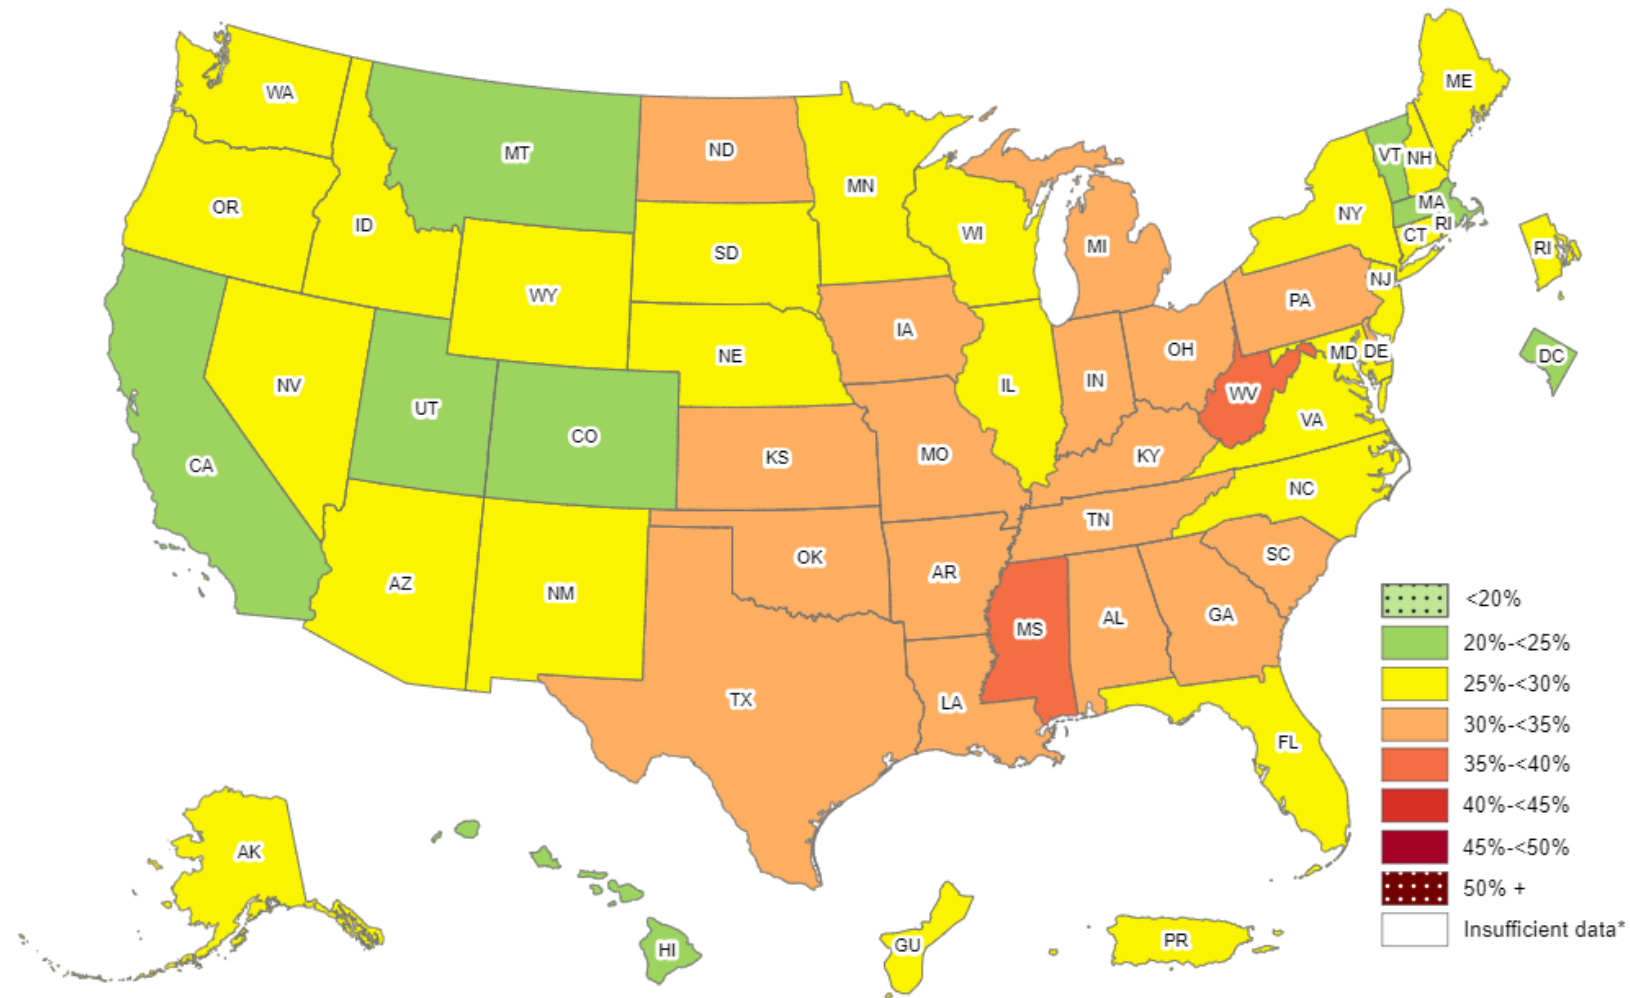 WA
MT
ND
MN
ME
VT
NH
OR
ID
SD
WI
MI
NY
MA
RI
CT
RI
WY
NE
IA
PA
NJ
NV
UT
CO
IL
IN
OH
MD
DE
DC
CA
KS
MO
KY
WV
VA
AZ
NM
OK
AR
TN
NC
SC
MS
AL
GA
TX
LA
FL
AK
HI
GU
PR
<20%
20%-<25%
25%-<30%
30%-<35%
35%-<40%
40%-<45%
45%-<50%
50% +
Insufficient data*